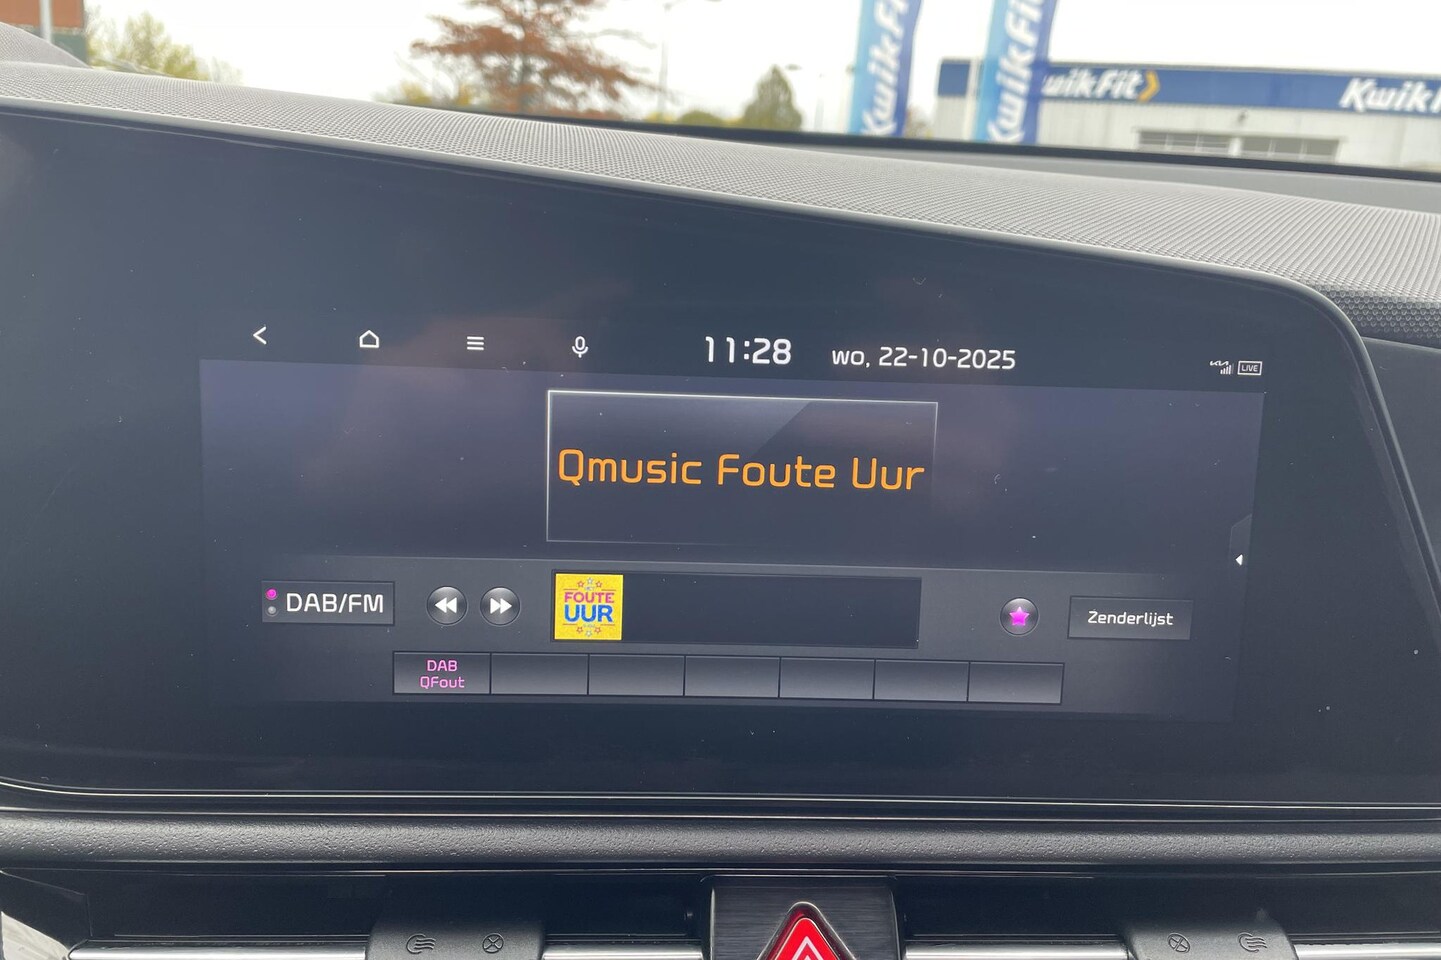 KwikFit
KwikFit
KwikFit
Kwik
11:28
wo, 22-10-2025
LIVE
Qmusic Foute Uur
DAB/FM
FOUTE
UUR
Zenderlijst
DAB
QFout